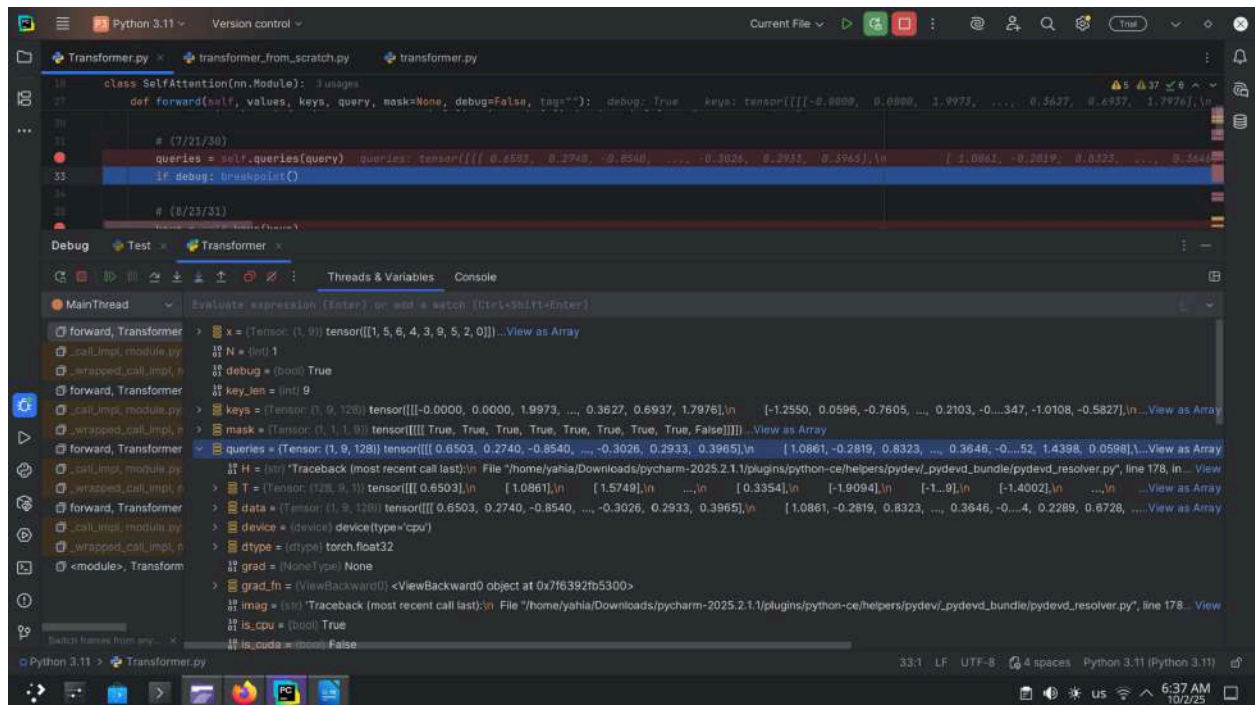 P3 Python 3.11 Version control Current File Trial
Transformer.py transformer_from_scratch.py transformer.py
18 class SelfAttention(nn.Module): 3 usages 5 37 6
27 def forward(self, values, keys, query, mask=None, debug=False, tag=""): debug: True keys: tensor([[[-0.0000, 0.0000, 1.9973, ..., 0.3627, 0.6937, 1.7976],\n
30
31 # (7/21/30)
queries = self.queries(query) queries: tensor([[[ 0.6503, 0.2740, -0.8540, ..., -0.3026, 0.2933, 0.3965],\n [ 1.0861, -0.2819, 0.8323, ..., 0.3646
33 if debug: breakpoint()
34
35 # (8/23/31)
Debug Test Transformer
Threads & Variables Console
MainThread Evaluate expression (Enter) or add a watch (Ctrl+Shift+Enter)
forward, Transformer x = {Tensor: (1, 9)} tensor([[1, 5, 6, 4, 3, 9, 5, 2, 0]])...View as Array
_call_impl, module.py N = {int} 1
_wrapped_call_impl, n debug = {bool} True
forward, Transformer key_len = {int} 9
_call_impl, module.py keys = {Tensor: (1, 9, 128)} tensor([[[-0.0000, 0.0000, 1.9973, ..., 0.3627, 0.6937, 1.7976],\n [-1.2550, 0.0596, -0.7605, ..., 0.2103, -0....347, -1.0108, -0.5827],\n...View as Array
_wrapped_call_impl, n mask = {Tensor: (1, 1, 1, 9)} tensor([[[[ True, True, True, True, True, True, True, True, False]]]])...View as Array
forward, Transformer queries = {Tensor: (1, 9, 128)} tensor([[[ 0.6503, 0.2740, -0.8540, ..., -0.3026, 0.2933, 0.3965],\n [ 1.0861, -0.2819, 0.8323, ..., 0.3646, -0....52, 1.4398, 0.0598],\...View as Array
_call_impl, module.py H = {str} 'Traceback (most recent call last):\n File "/home/yahia/Downloads/pycharm-2025.2.1.1/plugins/python-ce/helpers/pydev/_pydevd_bundle/pydevd_resolver.py", line 178, in... View
_wrapped_call_impl, n T = {Tensor: (128, 9, 1)} tensor([[[ 0.6503],\n [ 1.0861],\n [ 1.5749],\n ...,\n [ 0.3354],\n [-1.9094],\n [-1...9],\n [-1.4002],\n ...,\n ...View as Array
forward, Transformer data = {Tensor: (1, 9, 128)} tensor([[[ 0.6503, 0.2740, -0.8540, ..., -0.3026, 0.2933, 0.3965],\n [ 1.0861, -0.2819, 0.8323, ..., 0.3646, -0....4, 0.2289, 0.6728, ...View as Array
_call_impl, module.py device = {device} device(type='cpu')
_wrapped_call_impl, n dtype = {dtype} torch.float32
<module>, Transform grad = {NoneType} None
grad_fn = {ViewBackward0} <ViewBackward0 object at 0x7f6392fb5300>
imag = {str} 'Traceback (most recent call last):\n File "/home/yahia/Downloads/pycharm-2025.2.1.1/plugins/python-ce/helpers/pydev/_pydevd_bundle/pydevd_resolver.py", line 178... View
is_cpu = {bool} True
Switch frames from any... is_cuda = {bool} False
Python 3.11 > Transformer.py 33:1 LF UTF-8 4 spaces Python 3.11 (Python 3.11)
PC us 6:37 AM
10/2/25